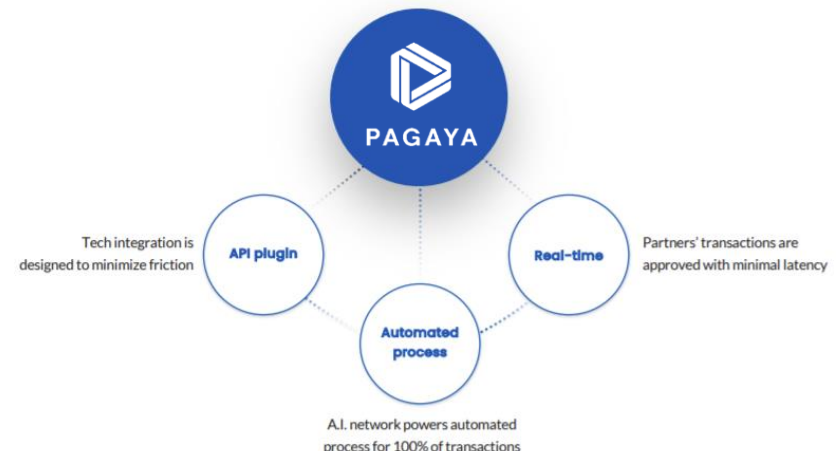 PAGAYA
Tech integration is
designed to minimize friction
API plugin
Real-time
Partners' transactions are
approved with minimal latency
Automated
process
A.I. network powers automated
process for 100% of transactions